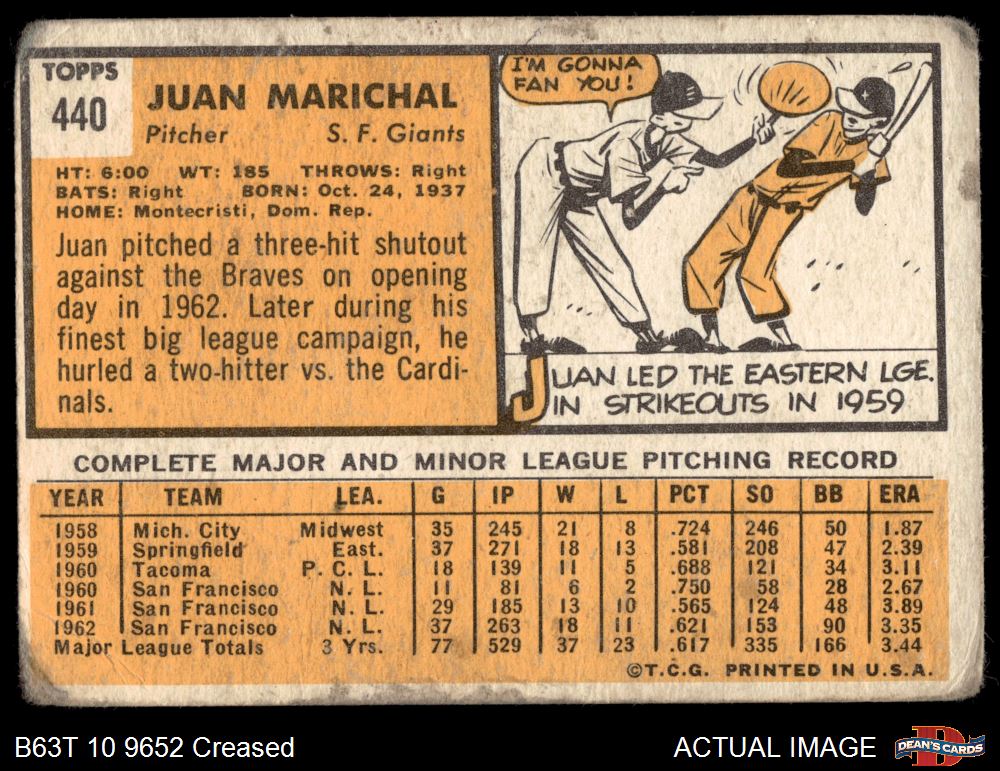 TOPPS
440
JUAN MARICHAL
Pitcher S. F. Giants
HT: 6:00 WT: 185 THROWS: Right
BATS: Right BORN: Oct. 24, 1937
HOME: Montecristi, Dom. Rep.
Juan pitched a three-hit shutout
against the Braves on opening
day in 1962. Later during his
finest big league campaign, he
hurled a two-hitter vs. the Cardi-
nals.
I'M GONNA
FAN YOU!
JUAN LED THE EASTERN LGE.
IN STRIKEOUTS IN 1959
COMPLETE MAJOR AND MINOR LEAGUE PITCHING RECORD
YEAR TEAM LEA. G IP W L PCT SO BB ERA
1958 Mich. City Midwest 35 245 21 8 .724 246 50 1.87
1959 Springfield East. 37 271 18 13 .581 208 47 2.39
1960 Tacoma P. C. L. 18 139 11 5 .688 121 34 3.11
1960 San Francisco N. L. 11 81 6 2 .750 58 28 2.67
1961 San Francisco N. L. 29 185 13 10 .565 124 48 3.89
1962 San Francisco N. L. 37 263 18 11 .621 153 90 3.35
Major League Totals 3 Yrs. 77 529 37 23 .617 335 166 3.44
©T.C.G. PRINTED IN U.S.A.
B63T 10 9652 Creased
ACTUAL IMAGE
DEAN'S CARDS